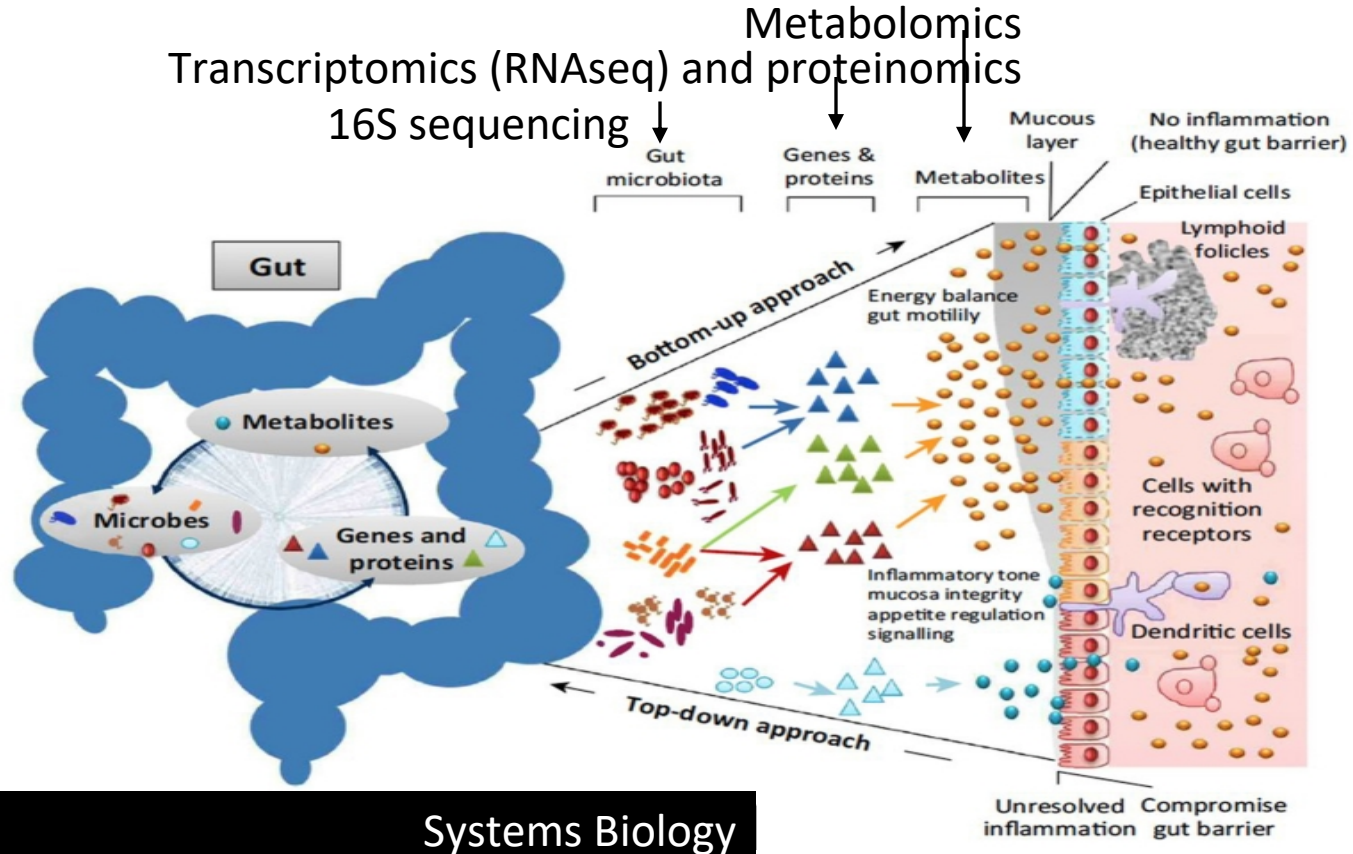 Metabolomics
Transcriptomics (RNAseq) and proteinomics
16S sequencing
Gut
microbiota
Genes &
proteins
Metabolites
Mucous
layer
No inflammation
(healthy gut barrier)
Epithelial cells
Lymphoid
folicles
Gut
Bottom-up approach
Energy balance
gut motilily
Metabolites
Microbes
Genes and
proteins
Cells with
recognition
receptors
Inflammatory tone
mucosa integrity
appetite regulation
signalling
Dendritic cells
Top-down approach
Unresolved
inflammation
Compromise
gut barrier
Systems Biology